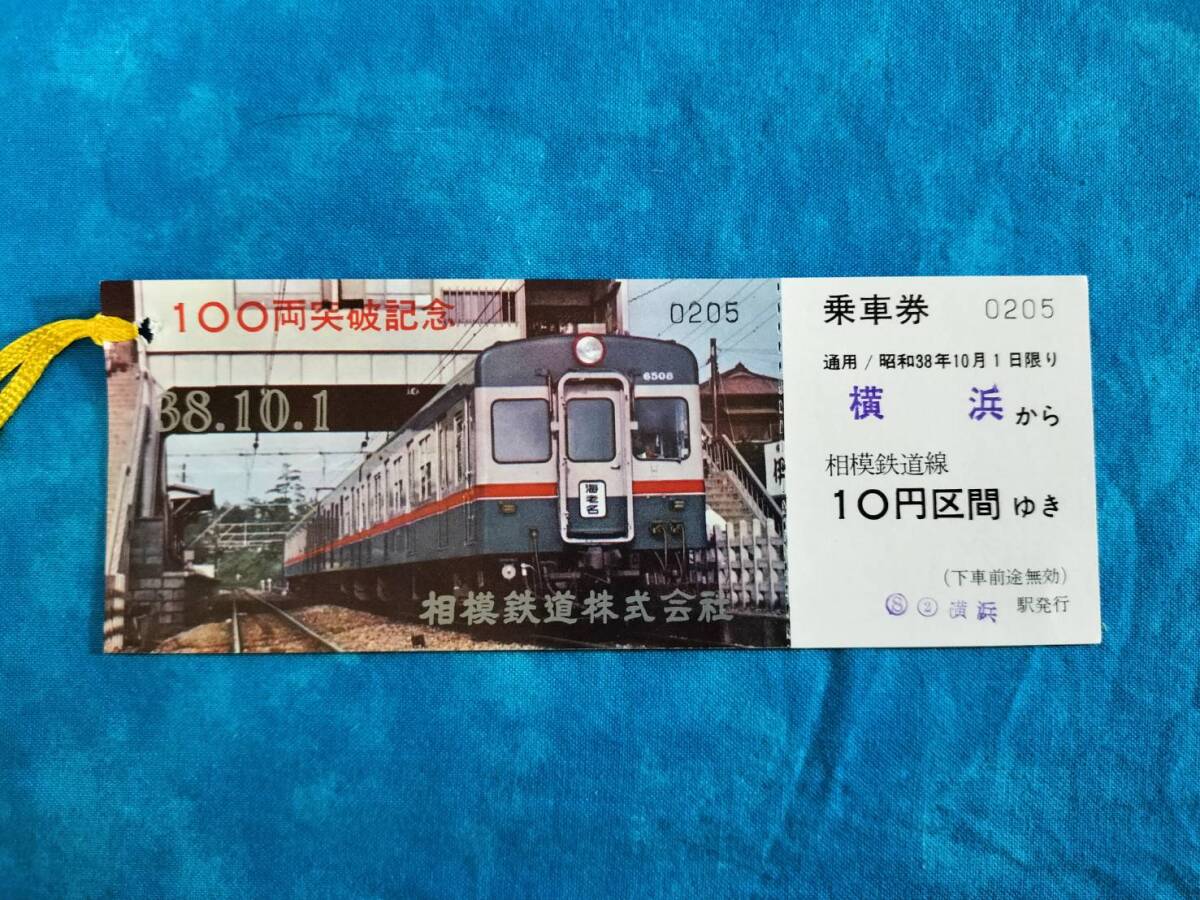 100両突破記念
0205
38.10.1
6508
海老名
相模鉄道株式会社
乗車券 0205
通用/昭和38年10月1日限り
横浜から
相模鉄道線
10円区間ゆき
(下車前途無効)
Ⓢ ② 横浜 駅発行